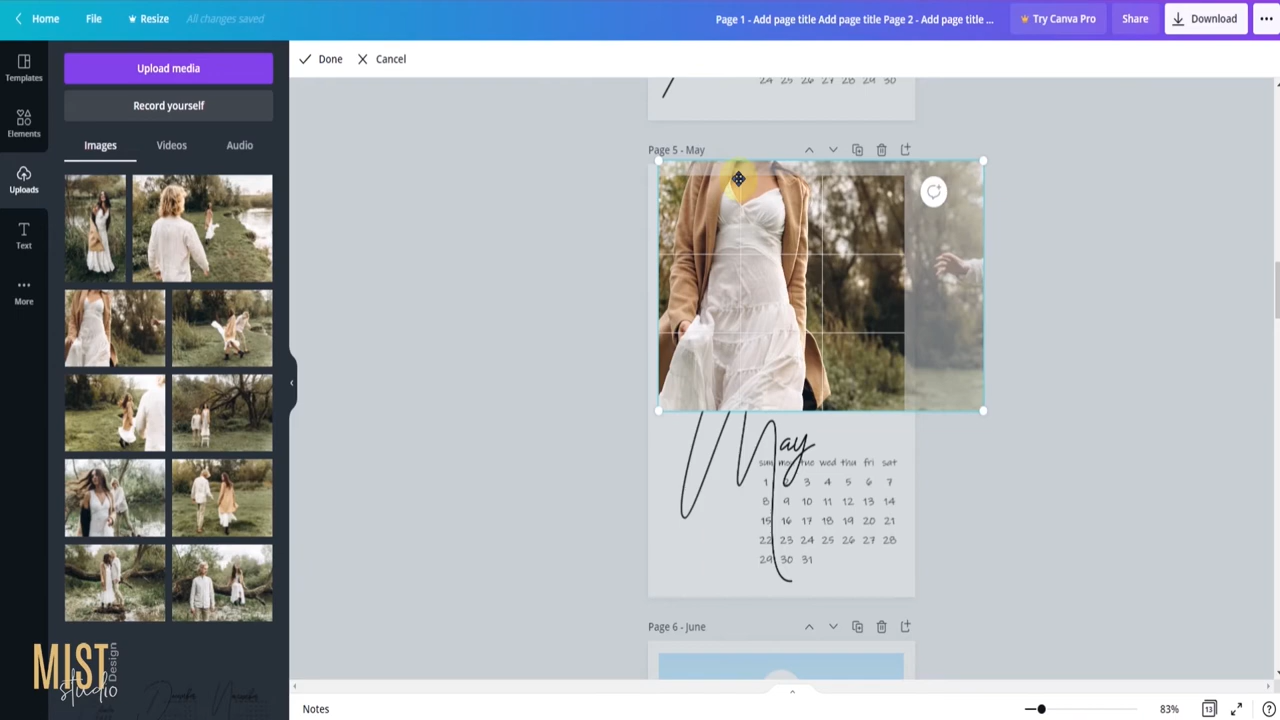 Home File Resize All changes saved Page 1 - Add page title Add page title Page 2 - Add page title ... Try Canva Pro Share Download
Done Cancel
Templates
Elements
Uploads
Text
More
Upload media
Record yourself
Images Videos Audio
24 25 26 27 28 29 30
Page 5 - May
May
sun mon tue wed thu fri sat
1 2 3 4 5 6 7
8 9 10 11 12 13 14
15 16 17 18 19 20 21
22 23 24 25 26 27 28
29 30 31
Page 6 - June
MIST
Design
studio
Notes 83% 13